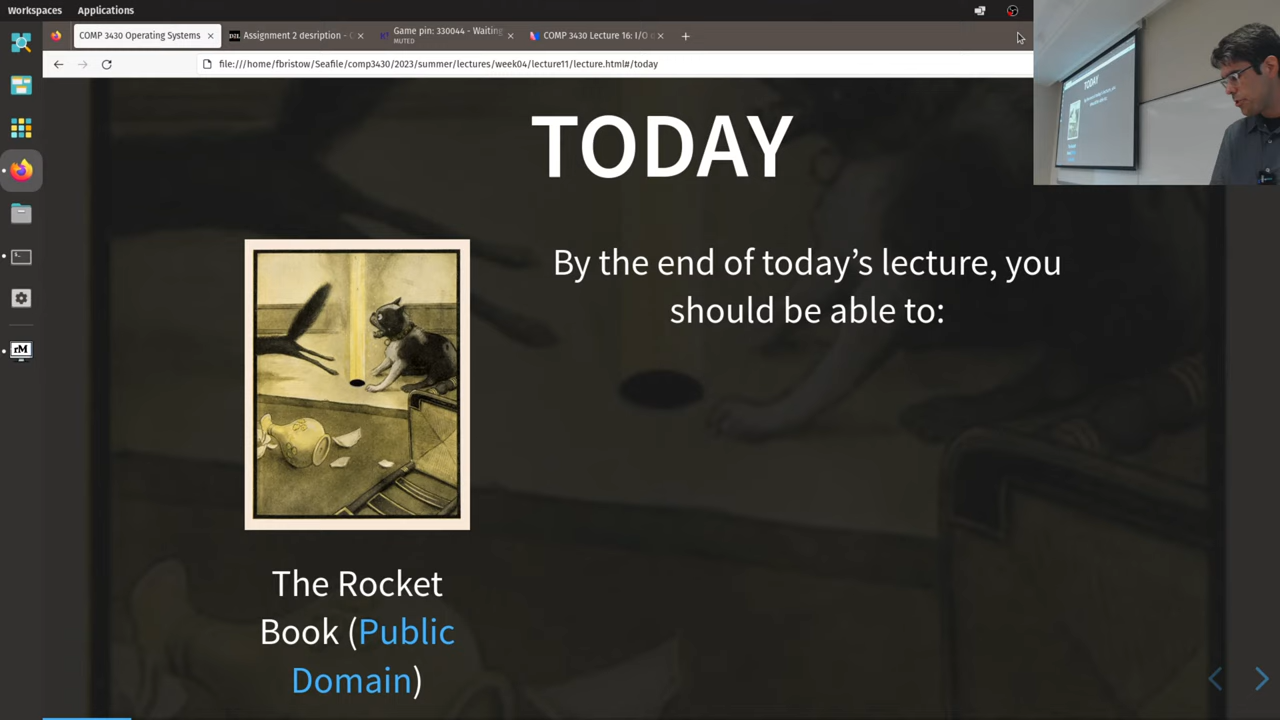 Workspaces Applications
COMP 3430 Operating Systems
Assignment 2 desription -
Game pin: 330044 - Waiting
MUTED
COMP 3430 Lecture 16: I/O
file:///home/fbristow/Seafile/comp3430/2023/summer/lectures/week04/lecture11/lecture.html#/today
TODAY
TODAY
By the end of today's lecture, you
should be able to:
The Rocket
Book (Public
Domain)
rM